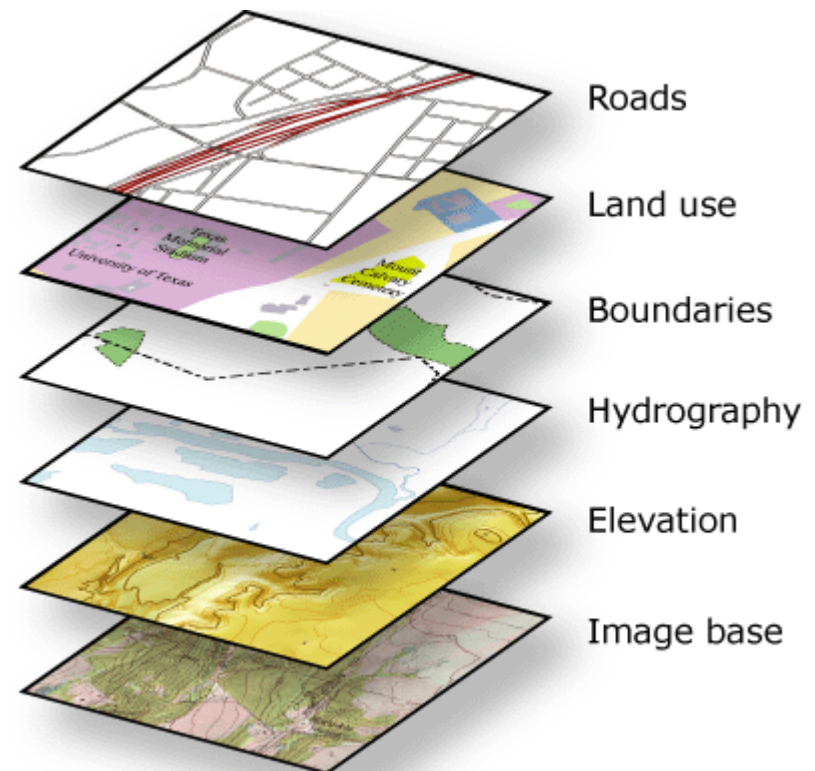 Roads
Land use
Texas
Memorial
Stadium
University of Texas
Mount
Calvary
Cemetery
Boundaries
Hydrography
Elevation
Image base